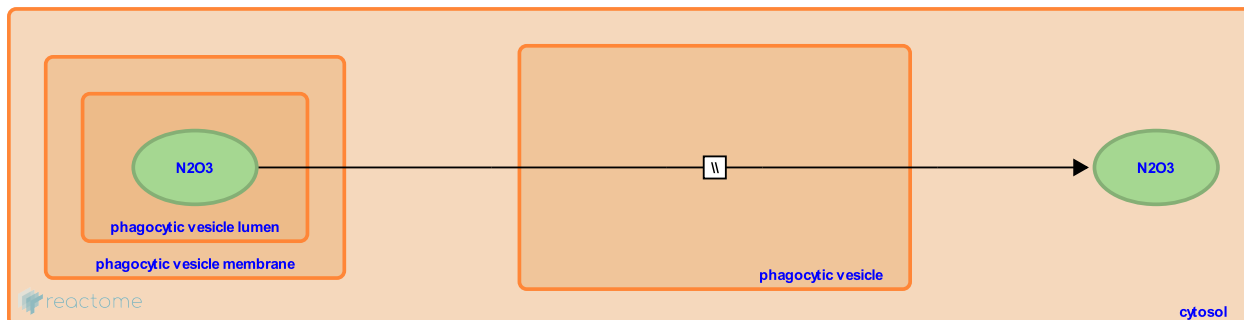 N2O3
\\
N2O3
phagocytic vesicle lumen
phagocytic vesicle membrane
phagocytic vesicle
reactome
cytosol